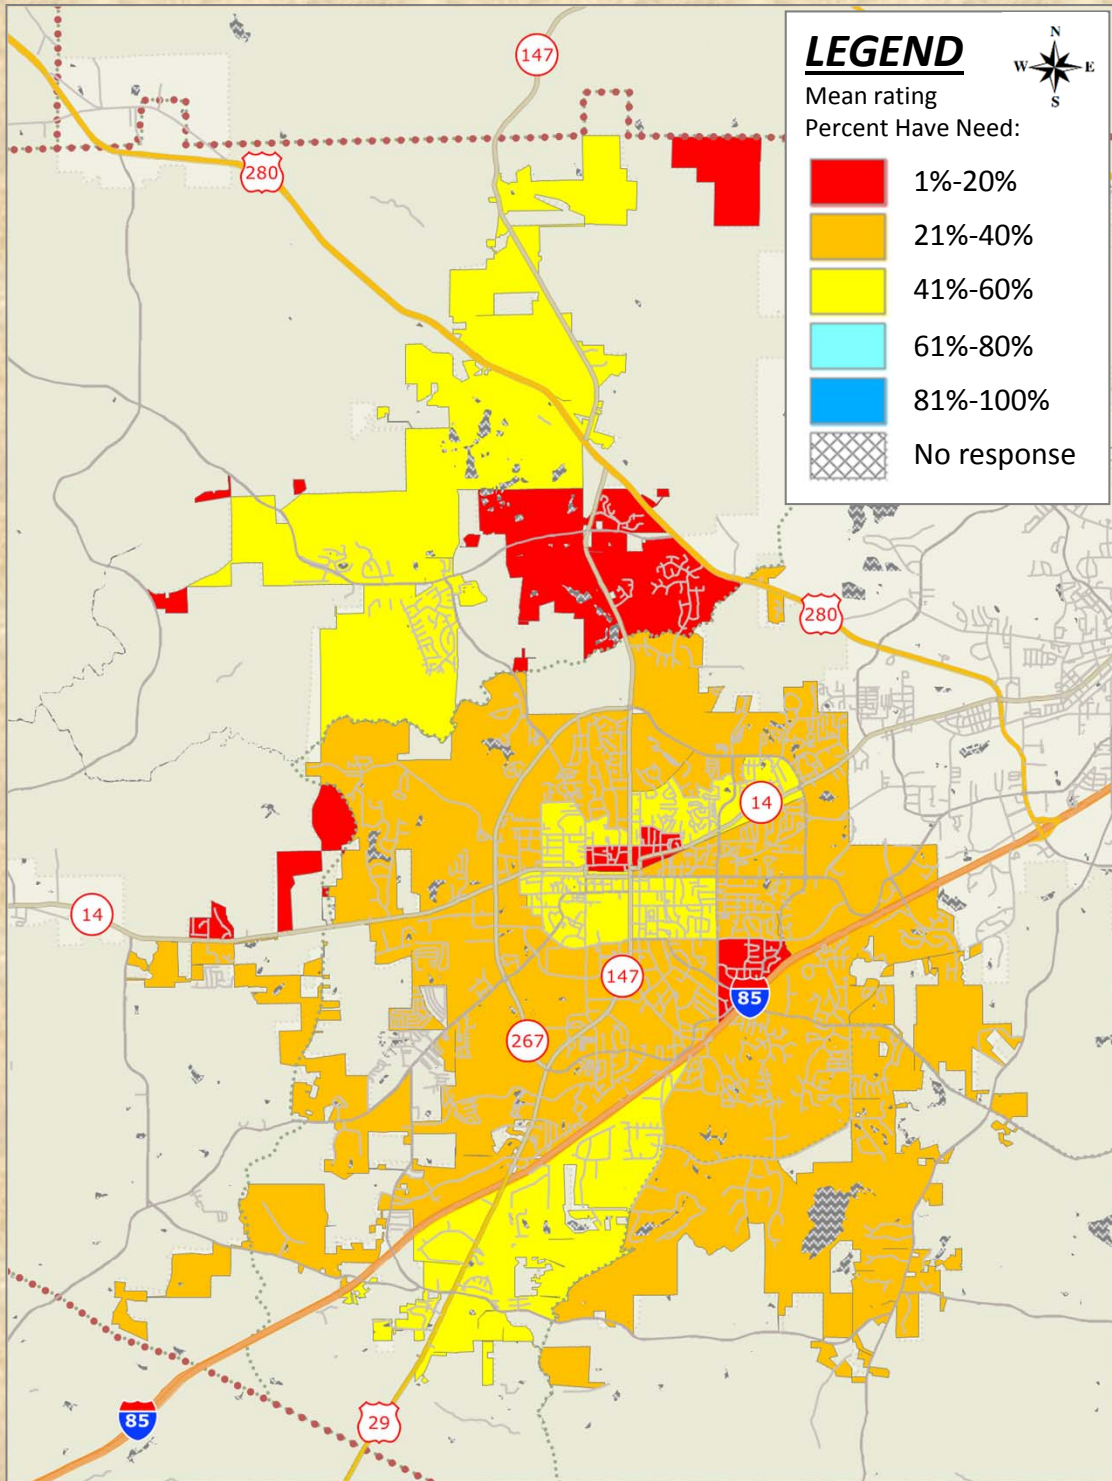 147
LEGEND
N
W E
S
Mean rating
Percent Have Need:
1%-20%
21%-40%
41%-60%
61%-80%
81%-100%
No response
280
280
14
14
147
85
267
85
29